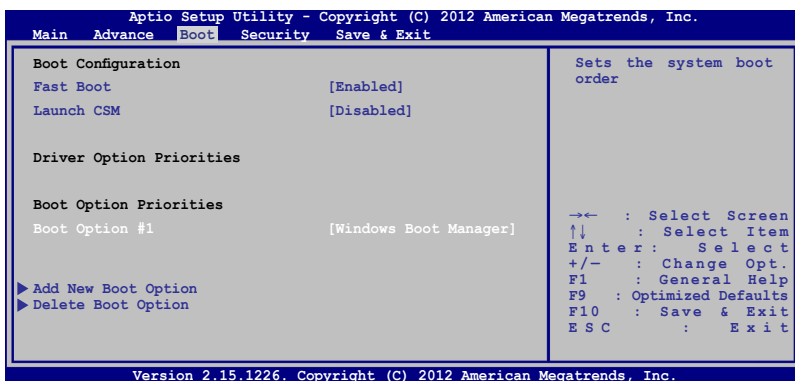 Aptio Setup Utility - Copyright (C) 2012 American Megatrends, Inc.
Main Advance Boot Security Save & Exit
Boot Configuration
Fast Boot [Enabled]
Launch CSM [Disabled]
Driver Option Priorities
Boot Option Priorities
Boot Option #1 [Windows Boot Manager]
Add New Boot Option
Delete Boot Option
Sets the system boot
order
→← : Select Screen
↑↓ : Select Item
Enter: Select
+/— : Change Opt.
F1 : General Help
F9 : Optimized Defaults
F10 : Save & Exit
ESC : Exit
Version 2.15.1226. Copyright (C) 2012 American Megatrends, Inc.